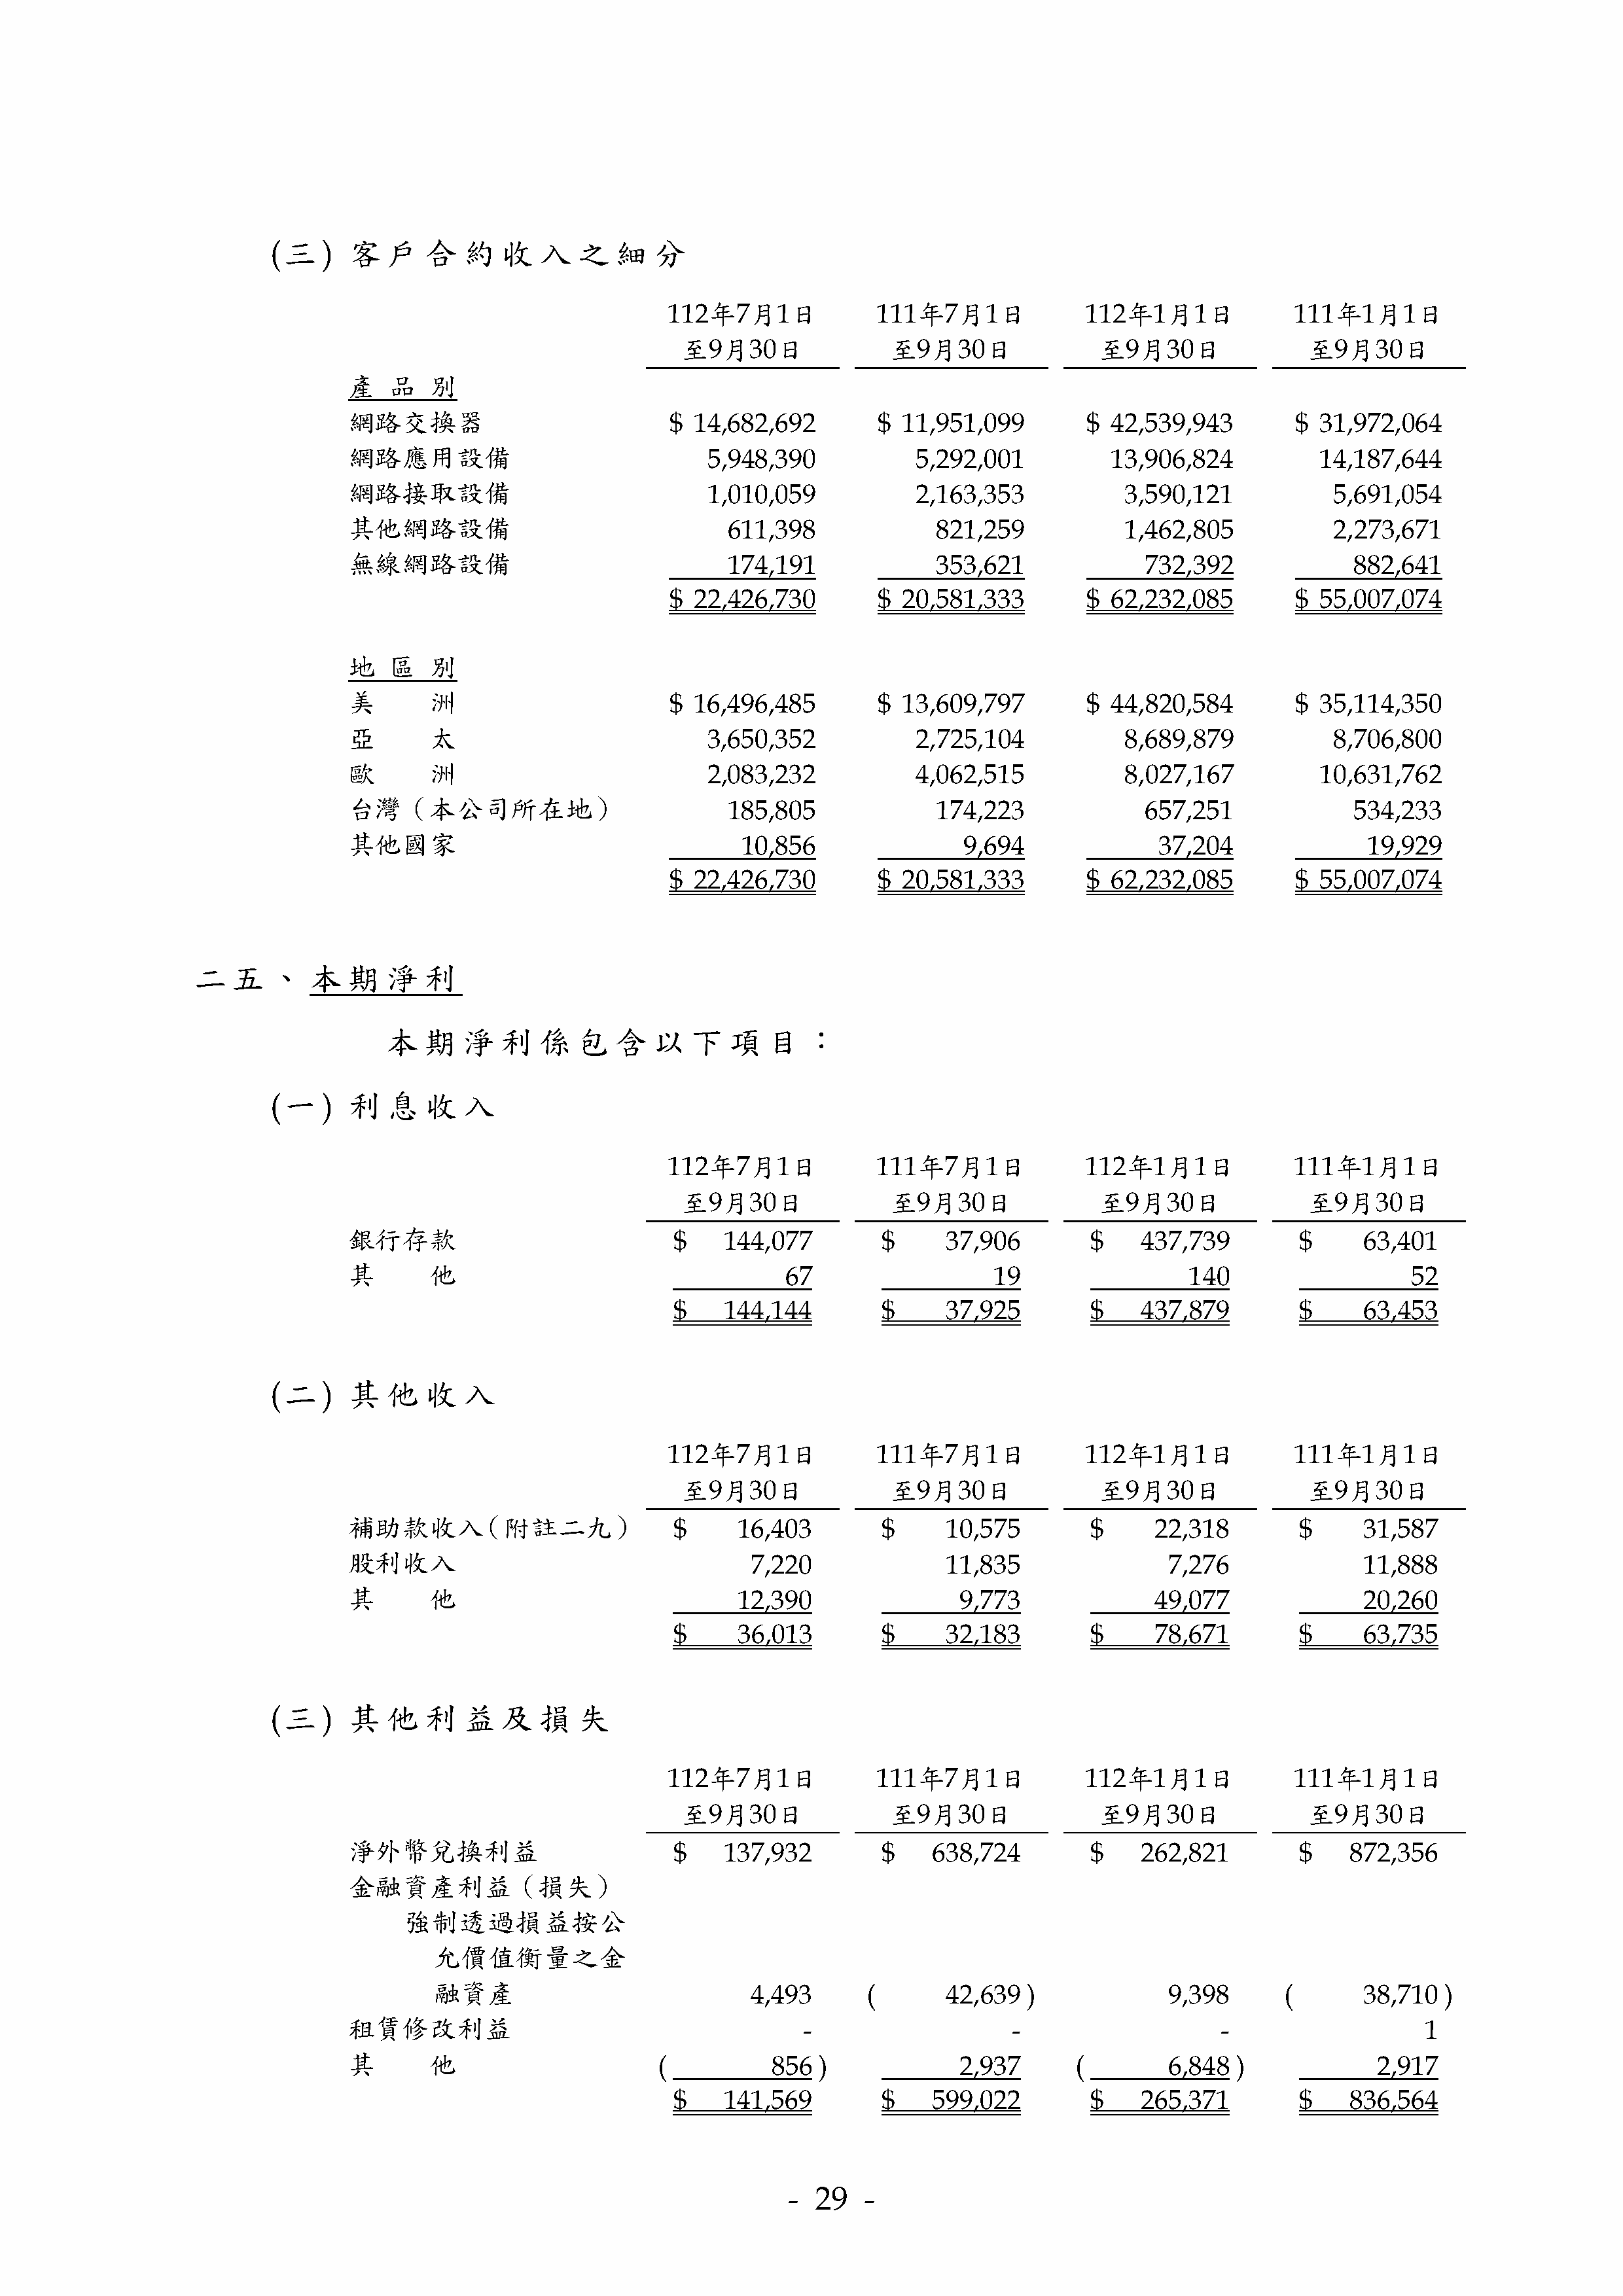 (三) 客戶合約收入之細分
112年7月1日 111年7月1日 112年1月1日 111年1月1日
至9月30日 至9月30日 至9月30日 至9月30日
產品別
網路交換器 $ 14,682,692 $ 11,951,099 $ 42,539,943 $ 31,972,064
網路應用設備 5,948,390 5,292,001 13,906,824 14,187,644
網路接取設備 1,010,059 2,163,353 3,590,121 5,691,054
其他網路設備 611,398 821,259 1,462,805 2,273,671
無線網路設備 174,191 353,621 732,392 882,641
$ 22,426,730 $ 20,581,333 $ 62,232,085 $ 55,007,074
地區別
美洲 $ 16,496,485 $ 13,609,797 $ 44,820,584 $ 35,114,350
亞太 3,650,352 2,725,104 8,689,879 8,706,800
歐洲 2,083,232 4,062,515 8,027,167 10,631,762
台灣（本公司所在地） 185,805 174,223 657,251 534,233
其他國家 10,856 9,694 37,204 19,929
$ 22,426,730 $ 20,581,333 $ 62,232,085 $ 55,007,074
二五、本期淨利
本期淨利係包含以下項目：
(一) 利息收入
112年7月1日 111年7月1日 112年1月1日 111年1月1日
至9月30日 至9月30日 至9月30日 至9月30日
銀行存款 $ 144,077 $ 37,906 $ 437,739 $ 63,401
其他 67 19 140 52
$ 144,144 $ 37,925 $ 437,879 $ 63,453
(二) 其他收入
112年7月1日 111年7月1日 112年1月1日 111年1月1日
至9月30日 至9月30日 至9月30日 至9月30日
補助款收入（附註二九） $ 16,403 $ 10,575 $ 22,318 $ 31,587
股利收入 7,220 11,835 7,276 11,888
其他 12,390 9,773 49,077 20,260
$ 36,013 $ 32,183 $ 78,671 $ 63,735
(三) 其他利益及損失
112年7月1日 111年7月1日 112年1月1日 111年1月1日
至9月30日 至9月30日 至9月30日 至9月30日
淨外幣兌換利益 $ 137,932 $ 638,724 $ 262,821 $ 872,356
金融資產利益（損失）
強制透過損益按公
允價值衡量之金
融資產 4,493 ( 42,639) 9,398 ( 38,710)
租賃修改利益 - - - 1
其他 ( 856) 2,937 ( 6,848) 2,917
$ 141,569 $ 599,022 $ 265,371 $ 836,564
- 29 -